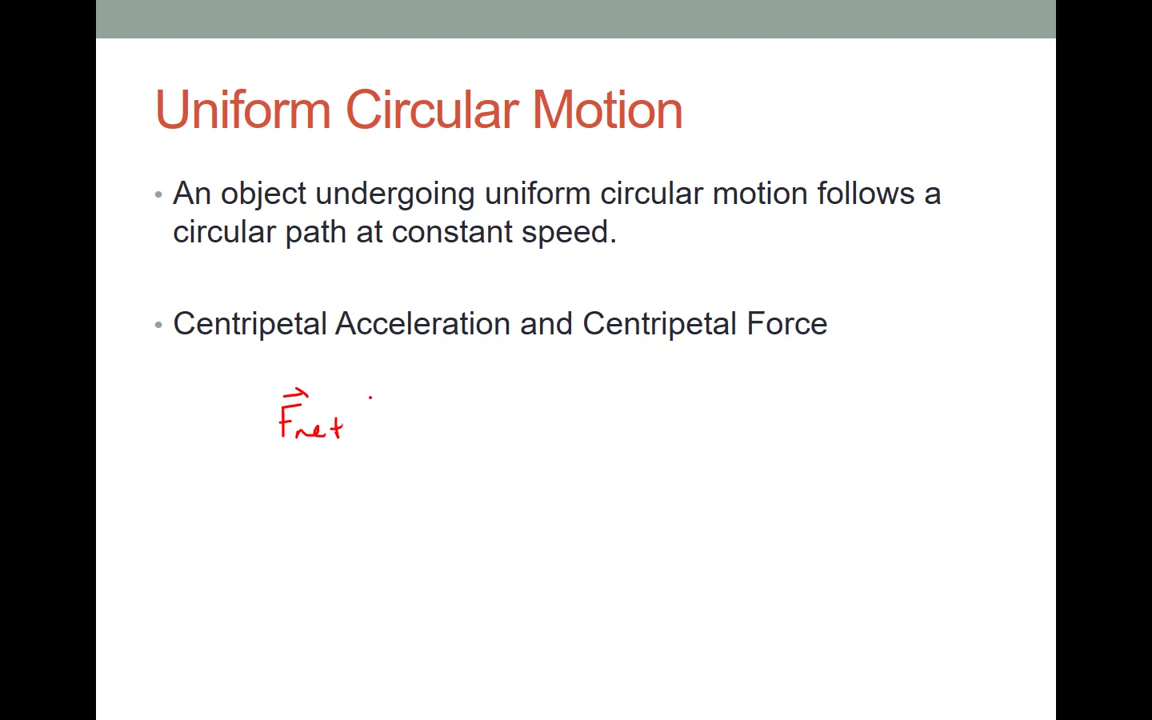 Uniform Circular Motion
• An object undergoing uniform circular motion follows a
circular path at constant speed.
• Centripetal Acceleration and Centripetal Force
F⃗net